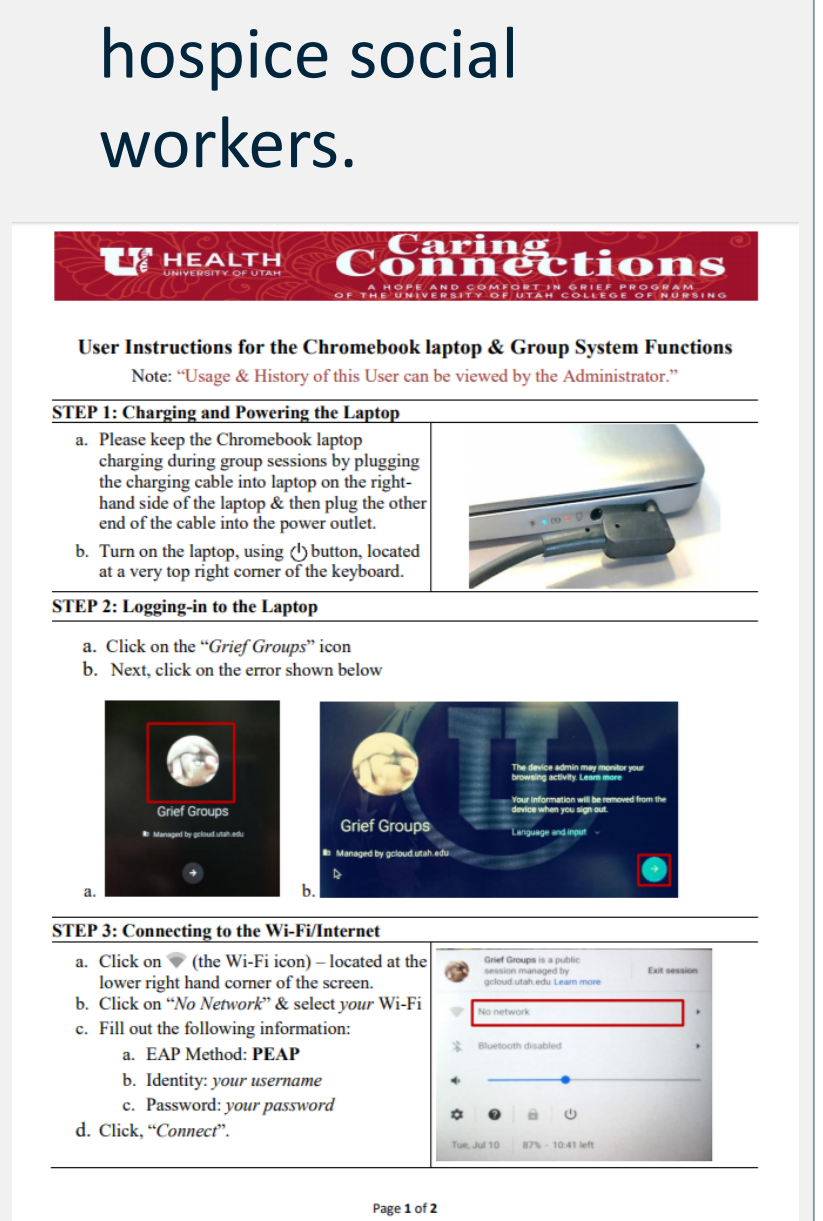 hospice social
workers.
HEALTH
UNIVERSITY OF UTAH
Caring
Connections
A HOPE AND COMFORT IN GRIEF PROGRAM
OF THE UNIVERSITY OF UTAH COLLEGE OF NURSING
User Instructions for the Chromebook laptop & Group System Functions
Note: “Usage & History of this User can be viewed by the Administrator.”
STEP 1: Charging and Powering the Laptop
a. Please keep the Chromebook laptop
charging during group sessions by plugging
the charging cable into laptop on the right-
hand side of the laptop & then plug the other
end of the cable into the power outlet.
b. Turn on the laptop, using button, located
at a very top right corner of the keyboard.
STEP 2: Logging-in to the Laptop
a. Click on the “Grief Groups” icon
b. Next, click on the error shown below
Grief Groups
Managed by gcloud.utah.edu
a.
The device admin may monitor your
browsing activity. Learn more
Your information will be removed from the
device when you sign out.
Language and input
Grief Groups
Managed by gcloud.utah.edu
b.
STEP 3: Connecting to the Wi-Fi/Internet
a. Click on (the Wi-Fi icon) – located at the
lower right hand corner of the screen.
b. Click on “No Network” & select your Wi-Fi
c. Fill out the following information:
a. EAP Method: PEAP
b. Identity: your username
c. Password: your password
d. Click, “Connect”.
Grief Groups is a public
session managed by
gcloud.utah.edu Learn more
Exit session
No network
Bluetooth disabled
Tue, Jul 10 87% - 10:41 left
Page 1 of 2